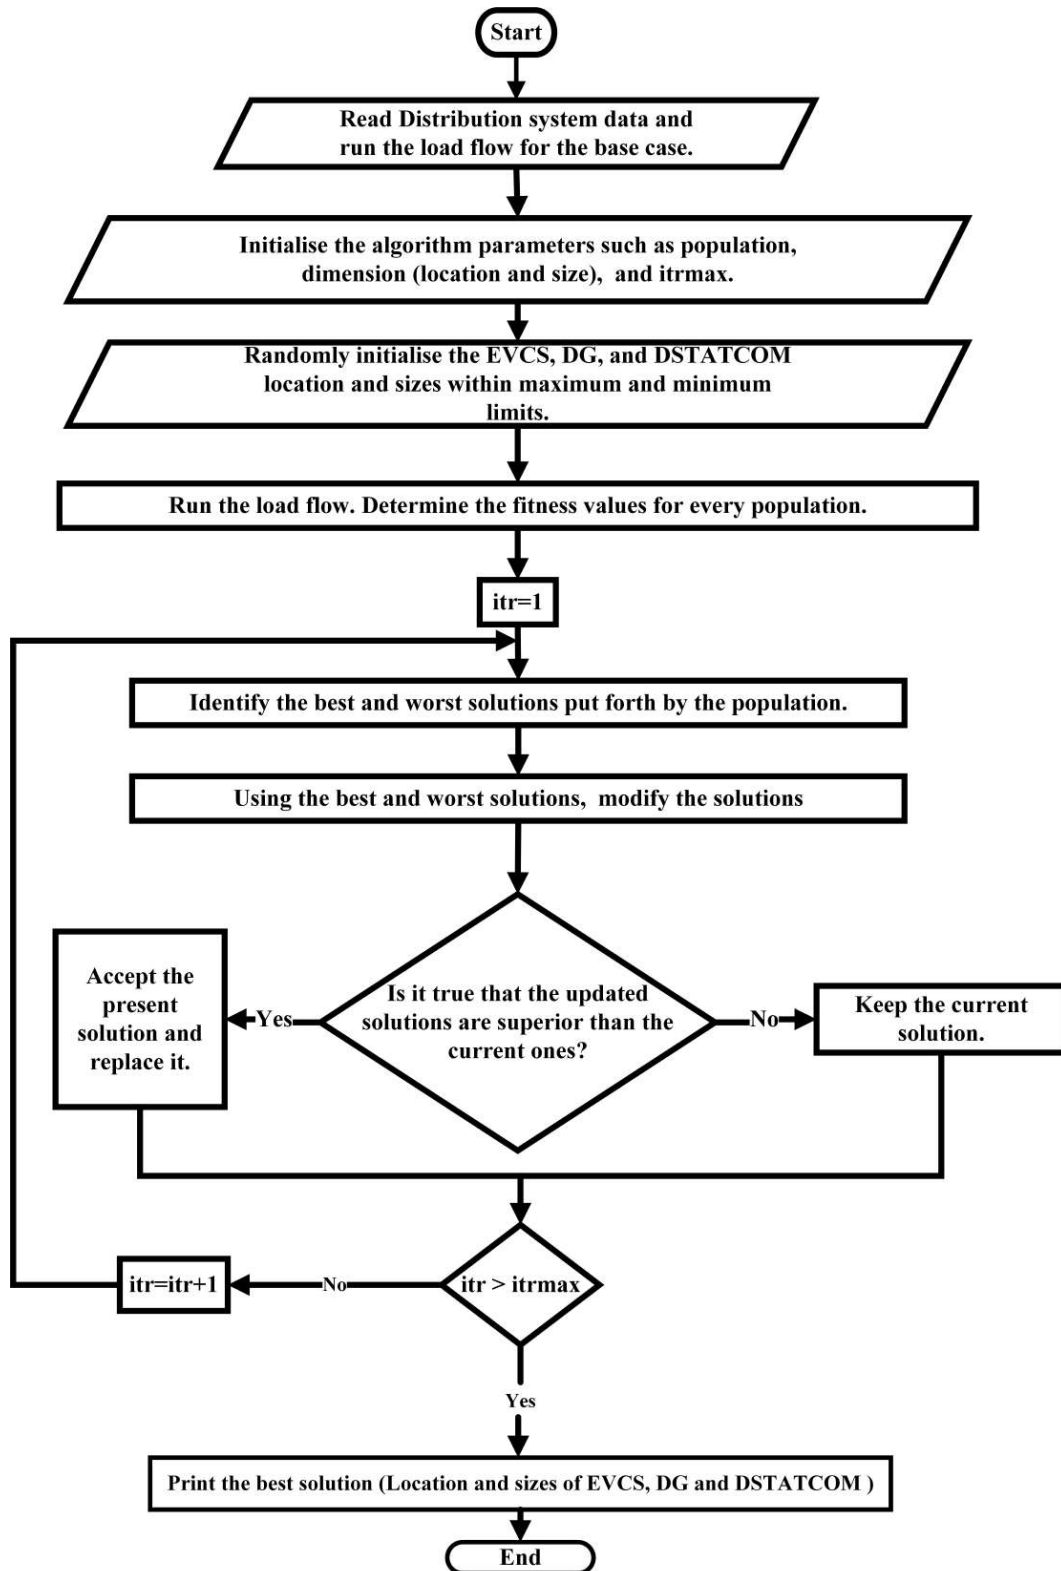 Start
Read Distribution system data and
run the load flow for the base case.
Initialise the algorithm parameters such as population,
dimension (location and size), and itrmax.
Randomly initialise the EVCS, DG, and DSTATCOM
location and sizes within maximum and minimum
limits.
Run the load flow. Determine the fitness values for every population.
itr=1
Identify the best and worst solutions put forth by the population.
Using the best and worst solutions, modify the solutions
Is it true that the updated
solutions are superior than the
current ones?
Yes
Accept the
present
solution and
replace it.
No
Keep the current
solution.
itr > itrmax
No
itr=itr+1
Yes
Print the best solution (Location and sizes of EVCS, DG and DSTATCOM )
End